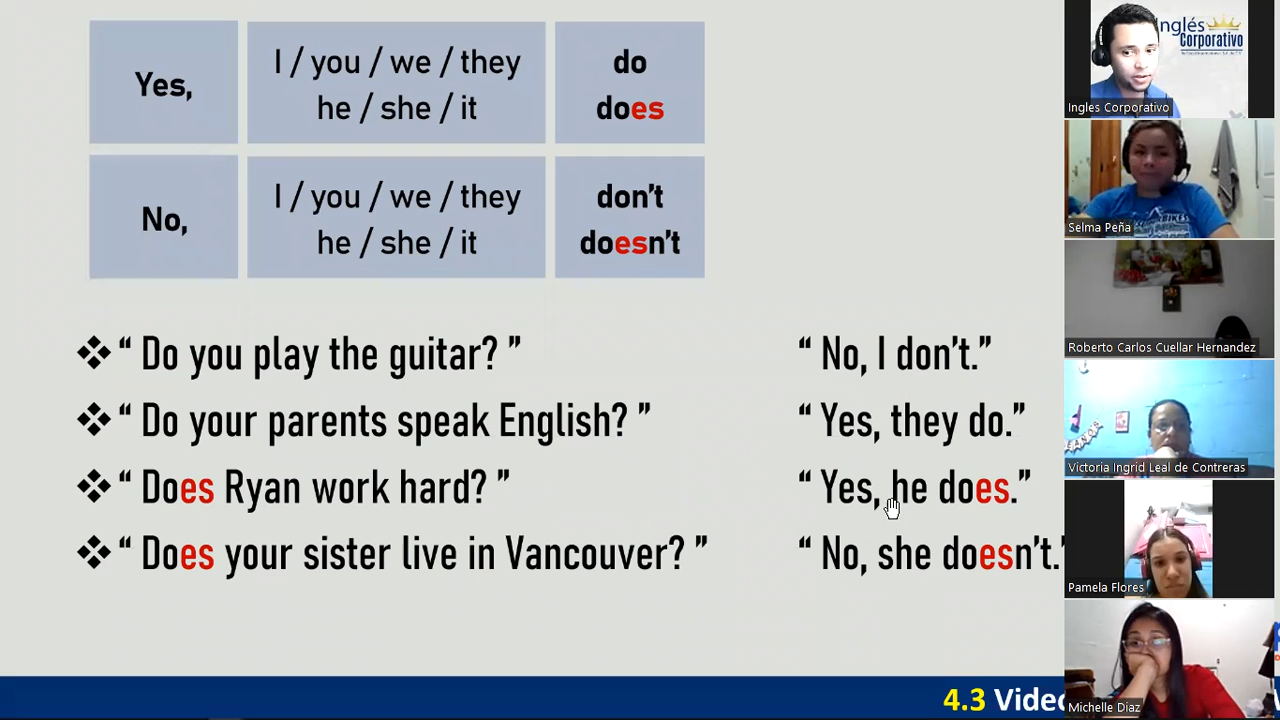 Yes,
I / you / we / they
he / she / it
do
does
No,
I / you / we / they
he / she / it
don't
doesn't
❖ “ Do you play the guitar? ”
“ No, I don't.”
❖ “ Do your parents speak English? ”
“ Yes, they do.”
❖ “ Does Ryan work hard? ”
“ Yes, he does.”
❖ “ Does your sister live in Vancouver? ”
“ No, she doesn't.”
4.3 Video
Inglés
Corporativo
Ingles Corporativo
Selma Peña
Roberto Carlos Cuellar Hernandez
Victoria Ingrid Leal de Contreras
Pamela Flores
Michelle Diaz